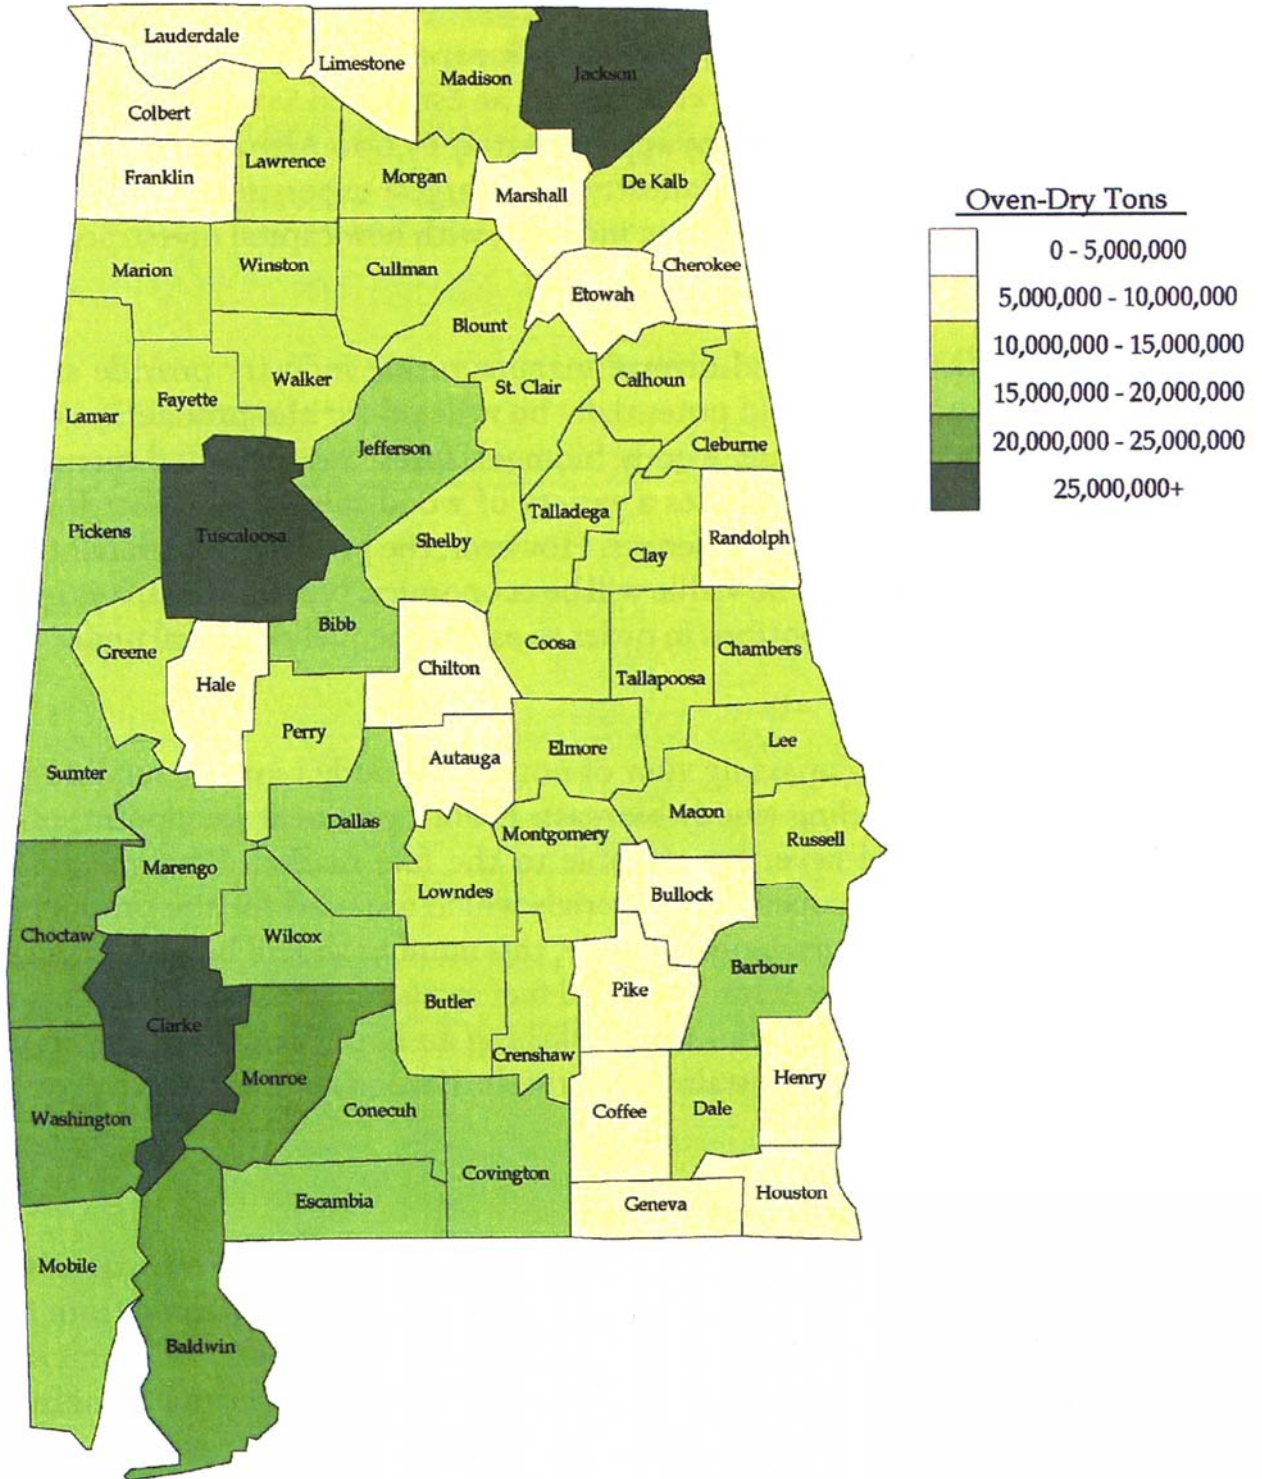 Lauderdale
Limestone
Madison
Jackson
Colbert
Lawrence
Morgan
Franklin
Marshall
De Kalb
Cherokee
Marion
Winston
Cullman
Etowah
Blount
Walker
St. Clair
Calhoun
Fayette
Lamar
Jefferson
Cleburne
Pickens
Tuscaloosa
Shelby
Talladega
Clay
Randolph
Bibb
Greene
Hale
Chilton
Coosa
Tallapoosa
Chambers
Perry
Autauga
Elmore
Lee
Sumter
Dallas
Montgomery
Macon
Russell
Marengo
Lowndes
Bullock
Choctaw
Wilcox
Barbour
Butler
Pike
Clarke
Crenshaw
Monroe
Henry
Washington
Conecuh
Coffee
Dale
Covington
Escambia
Geneva
Houston
Mobile
Baldwin
Oven-Dry Tons
0 - 5,000,000
5,000,000 - 10,000,000
10,000,000 - 15,000,000
15,000,000 - 20,000,000
20,000,000 - 25,000,000
25,000,000+